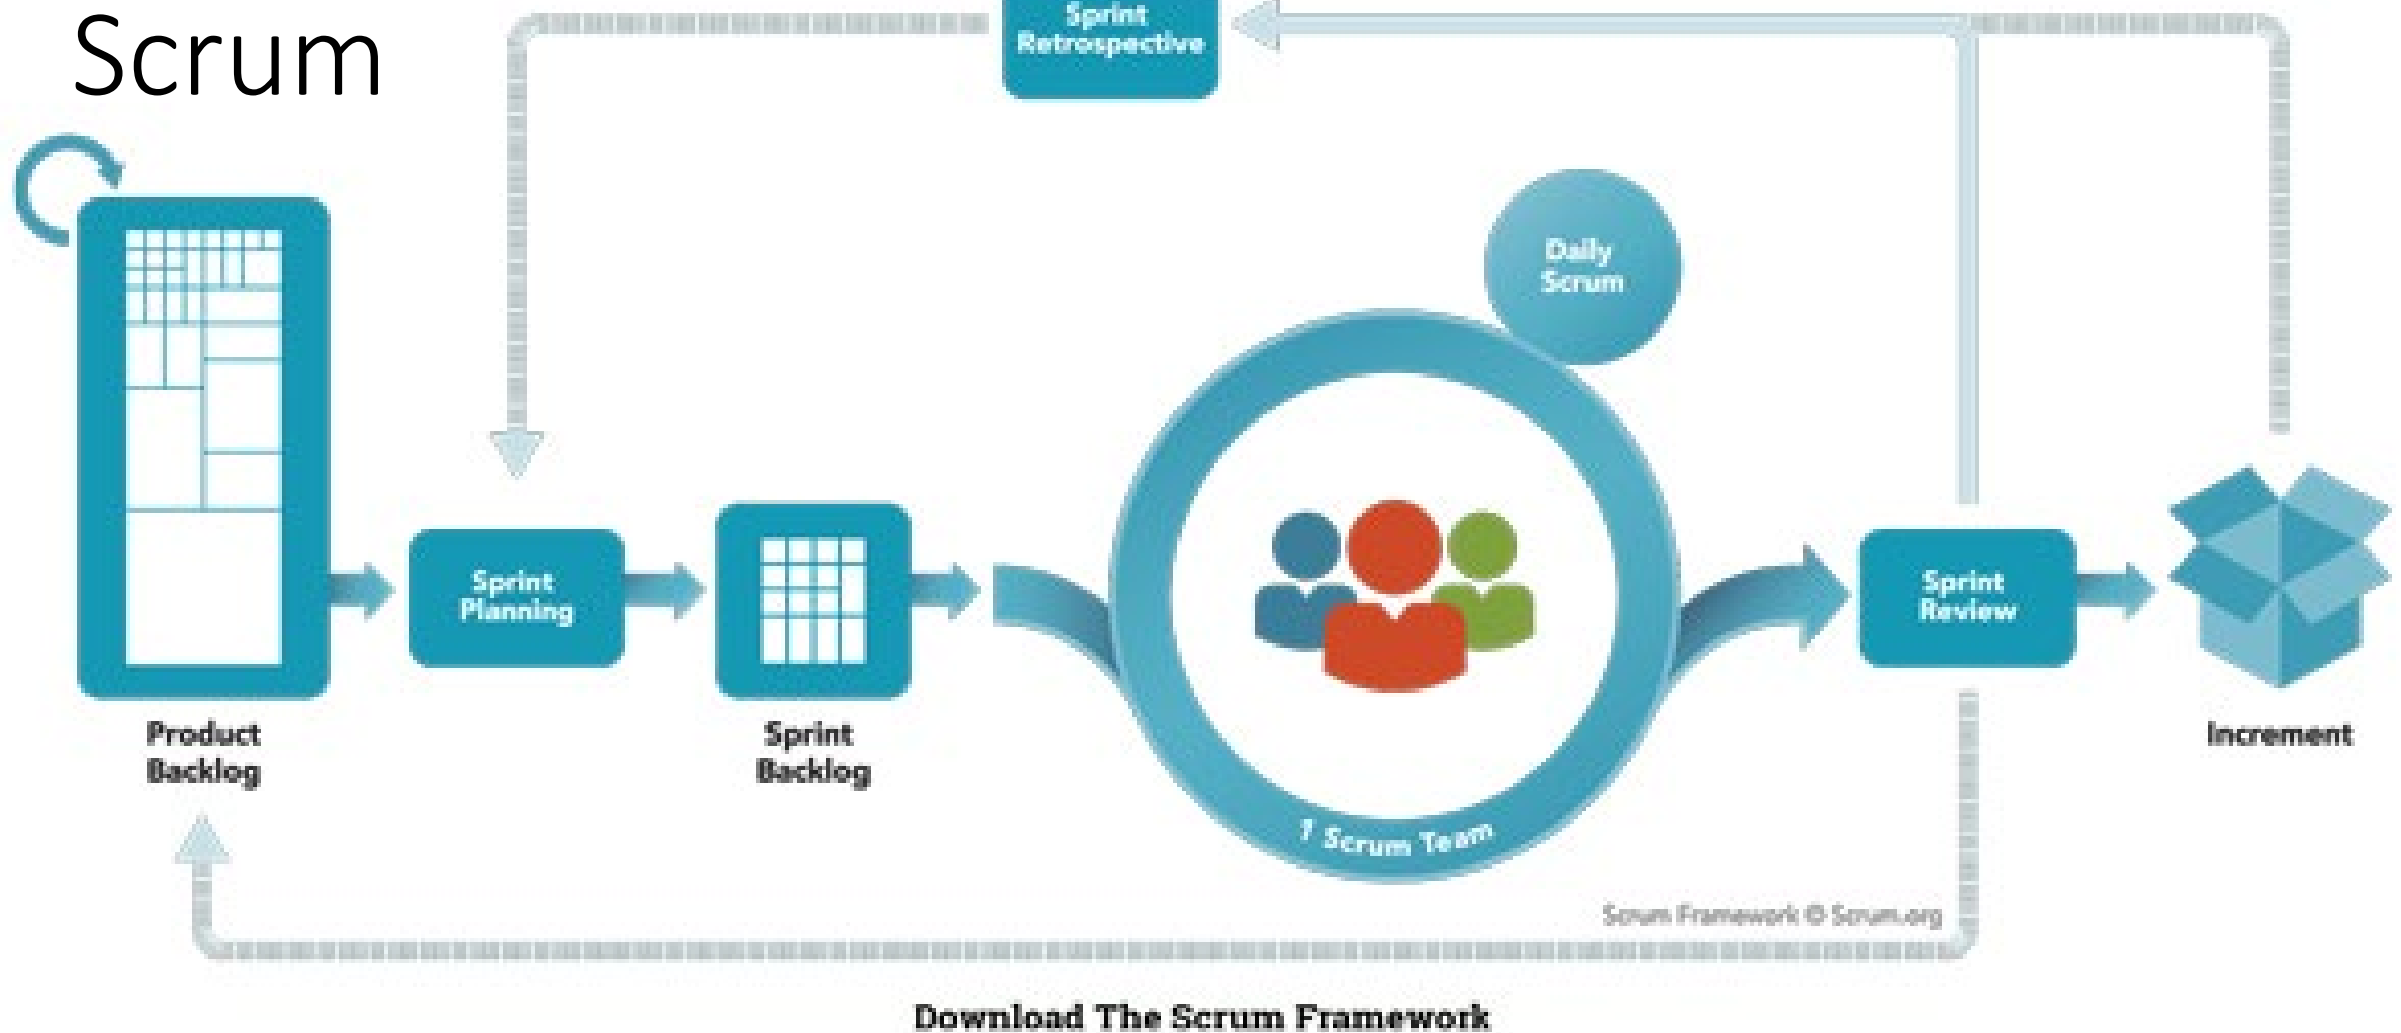 Scrum
Sprint
Retrospective
Daily
Scrum
Sprint
Planning
Sprint
Review
Product
Backlog
Sprint
Backlog
Increment
1 Scrum Team
Scrum Framework © Scrum.org
Download The Scrum Framework